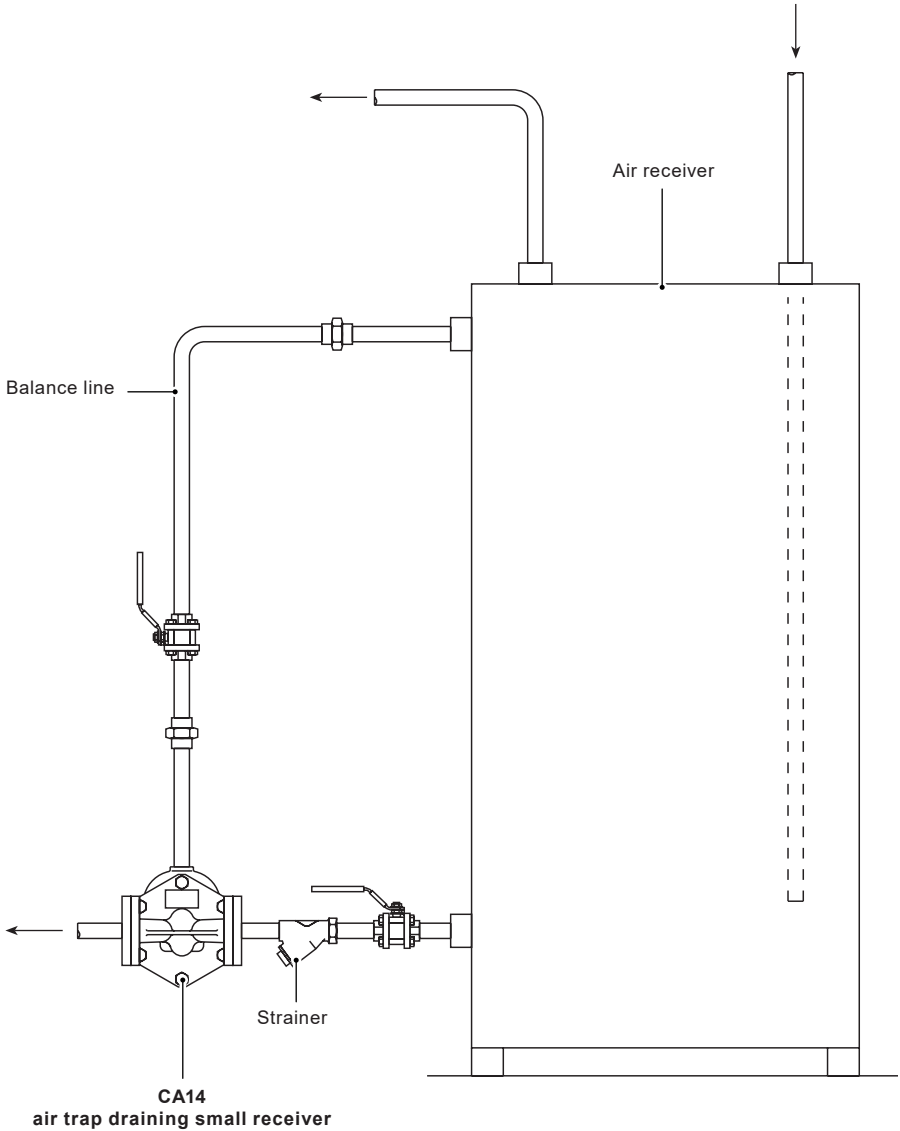 Air receiver
Balance line
Strainer
CA14
air trap draining small receiver